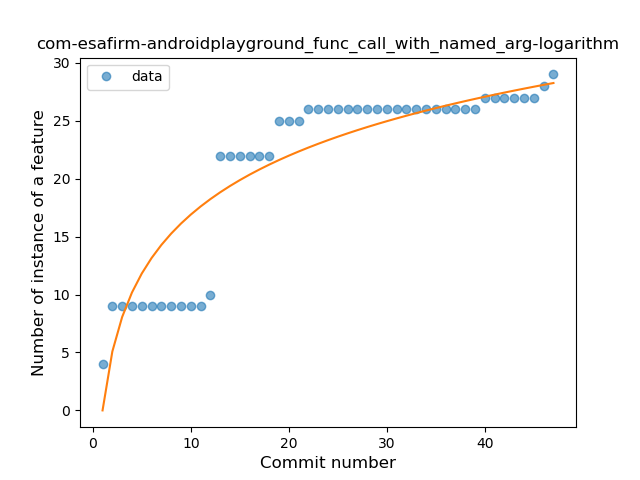 com-esafirm-androidplayground_func_call_with_named_arg-logarithm
data
Number of instance of a feature
30
25
20
15
10
5
0
0 10 20 30 40
Commit number